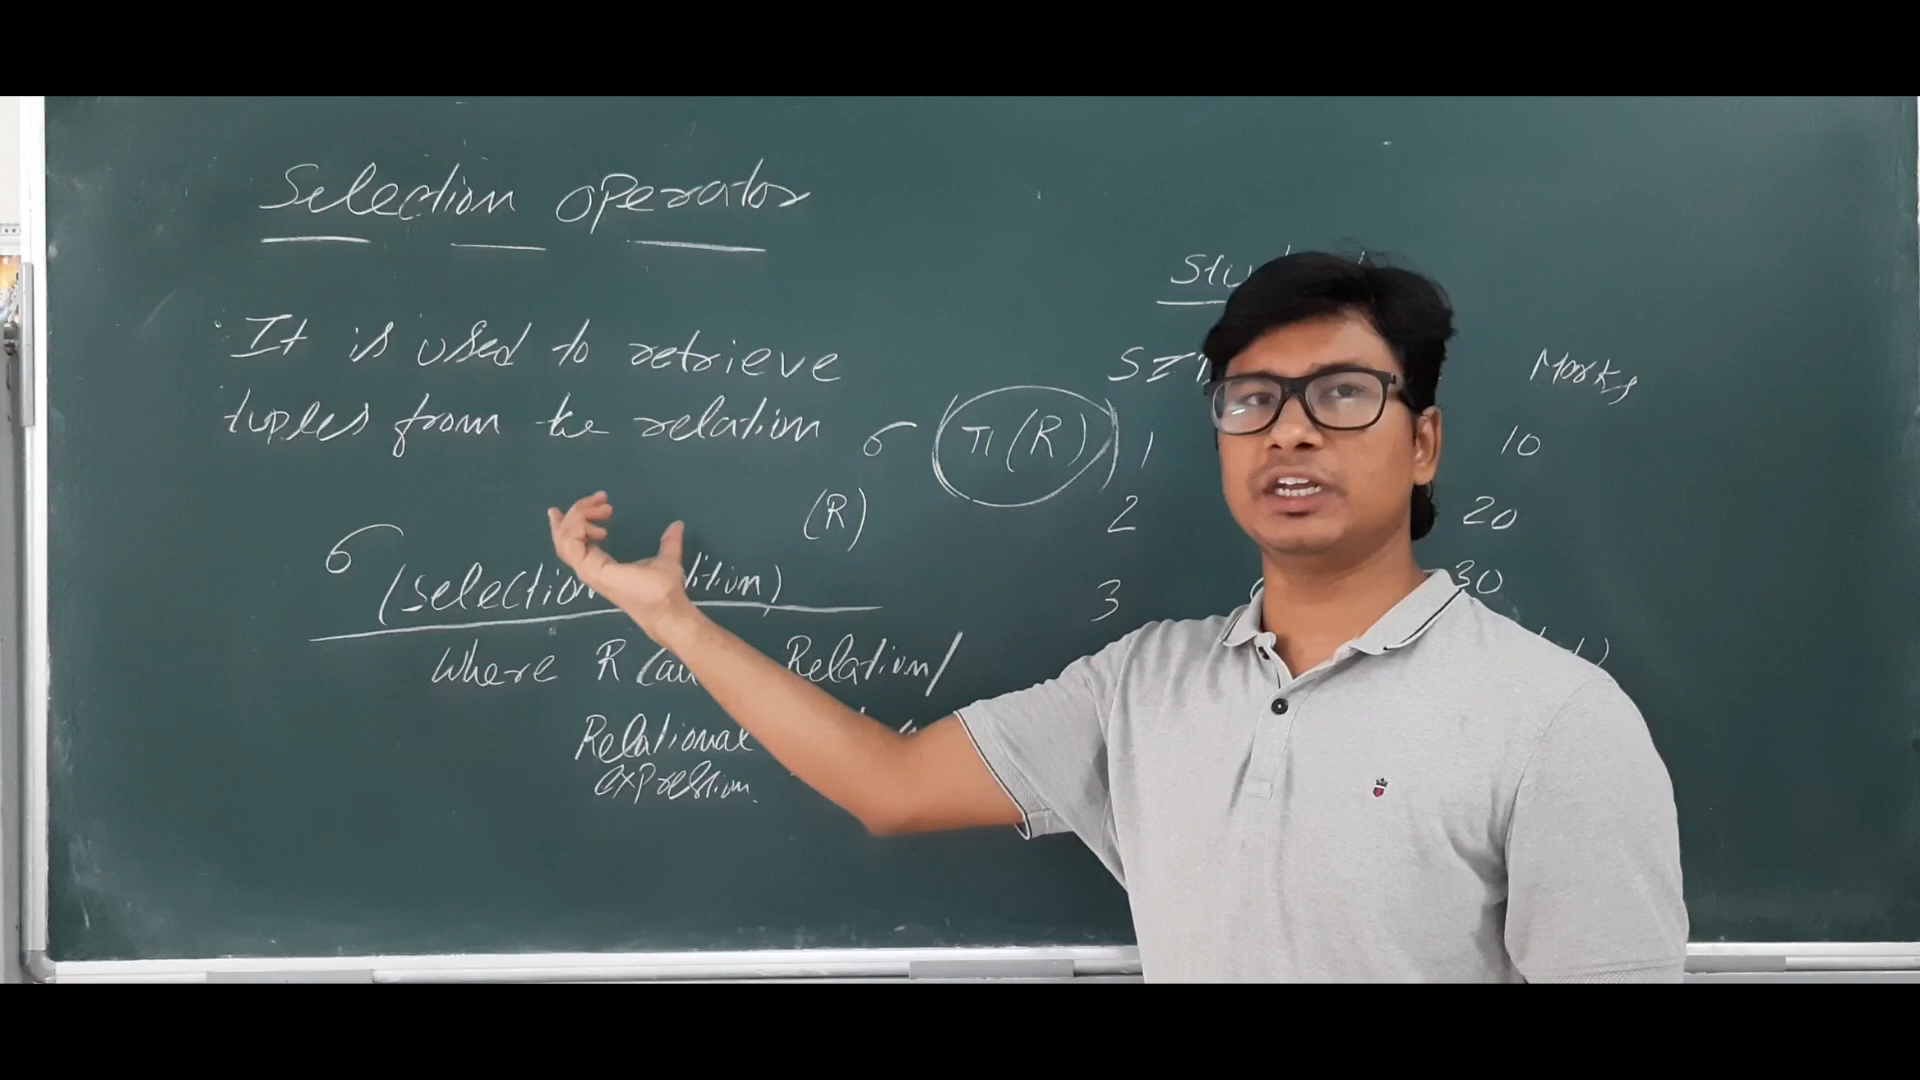 Selection operator
It is used to retrieve
tuples from the relation
σ (π(R))
σ (selection (R)
where R Relation/
Relational
expression.
Marks
1 10
2 20
3 30